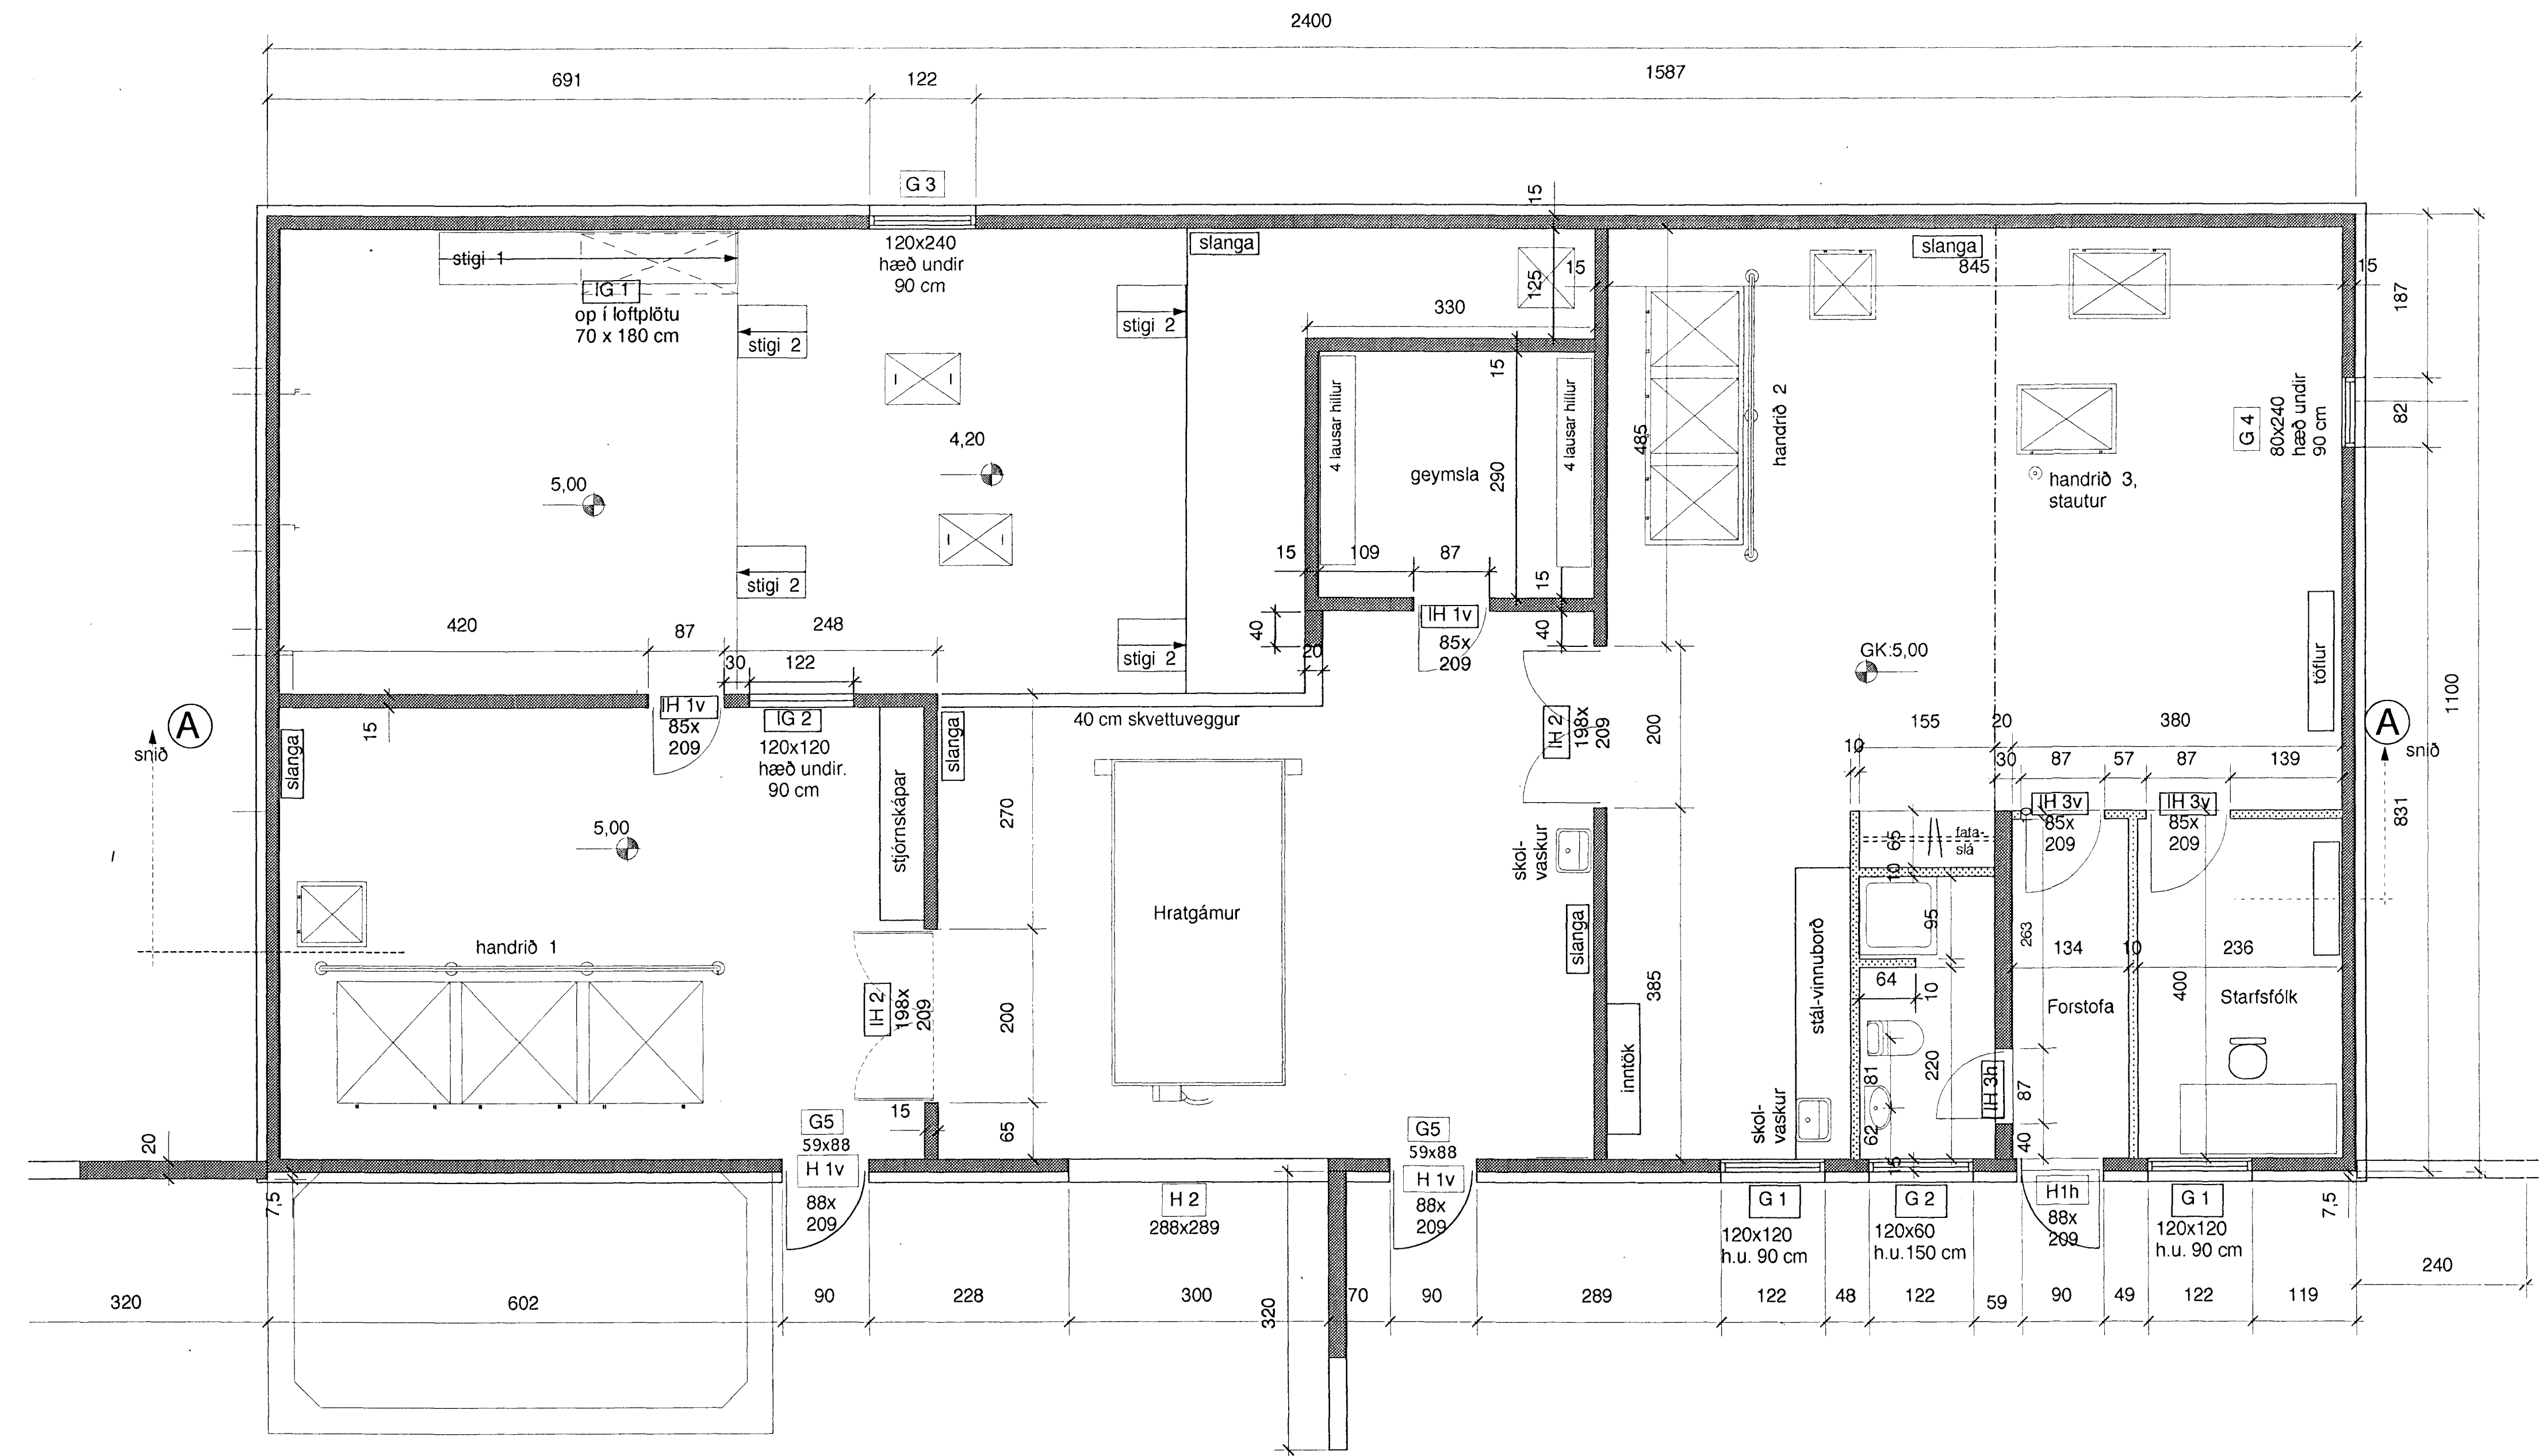 2400
691
122
1587
G 3
15
120x240
hæð undir
90 cm
slanga
slanga
845
15
15
125
187
stigi 1
IG 1
op í loftplötu
70 x 180 cm
stigi 2
stigi 2
330
15
4 lausar hillur
4 lausar hillur
485
handrið 2
82
G 4
80x240
hæð undir
90 cm
4,20
5,00
geymsla
290
handrið 3,
stautur
15
109
87
15
stigi 2
stigi 2
420
87
248
30
122
40
20
IH 1v
85x
209
40
GK:5,00
töflur
1100
A
snið
15
slanga
IH 1v
85x
209
IG 2
120x120
hæð undir.
90 cm
stjórnskápar
slanga
40 cm skvettuveggur
IH 2
198x
209
200
155
20
380
10
30
87
57
87
139
A
snið
831
270
5,00
skol-
vaskur
65
fata-
slá
10
10
IH 3v
85x
209
IH 3v
85x
209
Hratgámur
slanga
handrið 1
95
263
134
10
236
IH 2
198x
209
200
385
stál-vinnuborð
64
10
400
Forstofa
Starfsfólk
inntök
81
220
IH 3h
87
skol-
vaskur
62
40
15
65
15
20
G5
59x88
H 1v
88x
209
G5
59x88
H 1v
88x
209
7,5
H 2
288x289
G 1
120x120
h.u. 90 cm
G 2
120x60
h.u.150 cm
H1h
88x
209
G 1
120x120
h.u. 90 cm
7,5
240
320
602
90
228
300
320
70
90
289
122
48
122
59
90
49
122
119